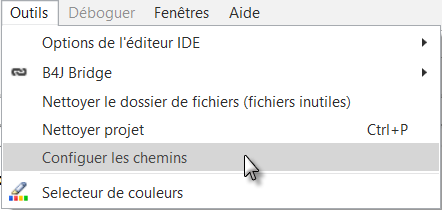 Outils Déboguer Fenêtres Aide
Options de l'éditeur IDE
B4J Bridge
Nettoyer le dossier de fichiers (fichiers inutiles)
Nettoyer projet Ctrl+P
Configuer les chemins
Selecteur de couleurs